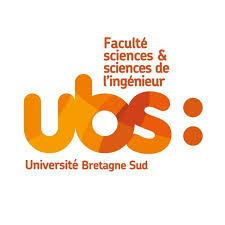 Faculté
sciences &
sciences de
l'ingénieur
ubs:
Université Bretagne Sud